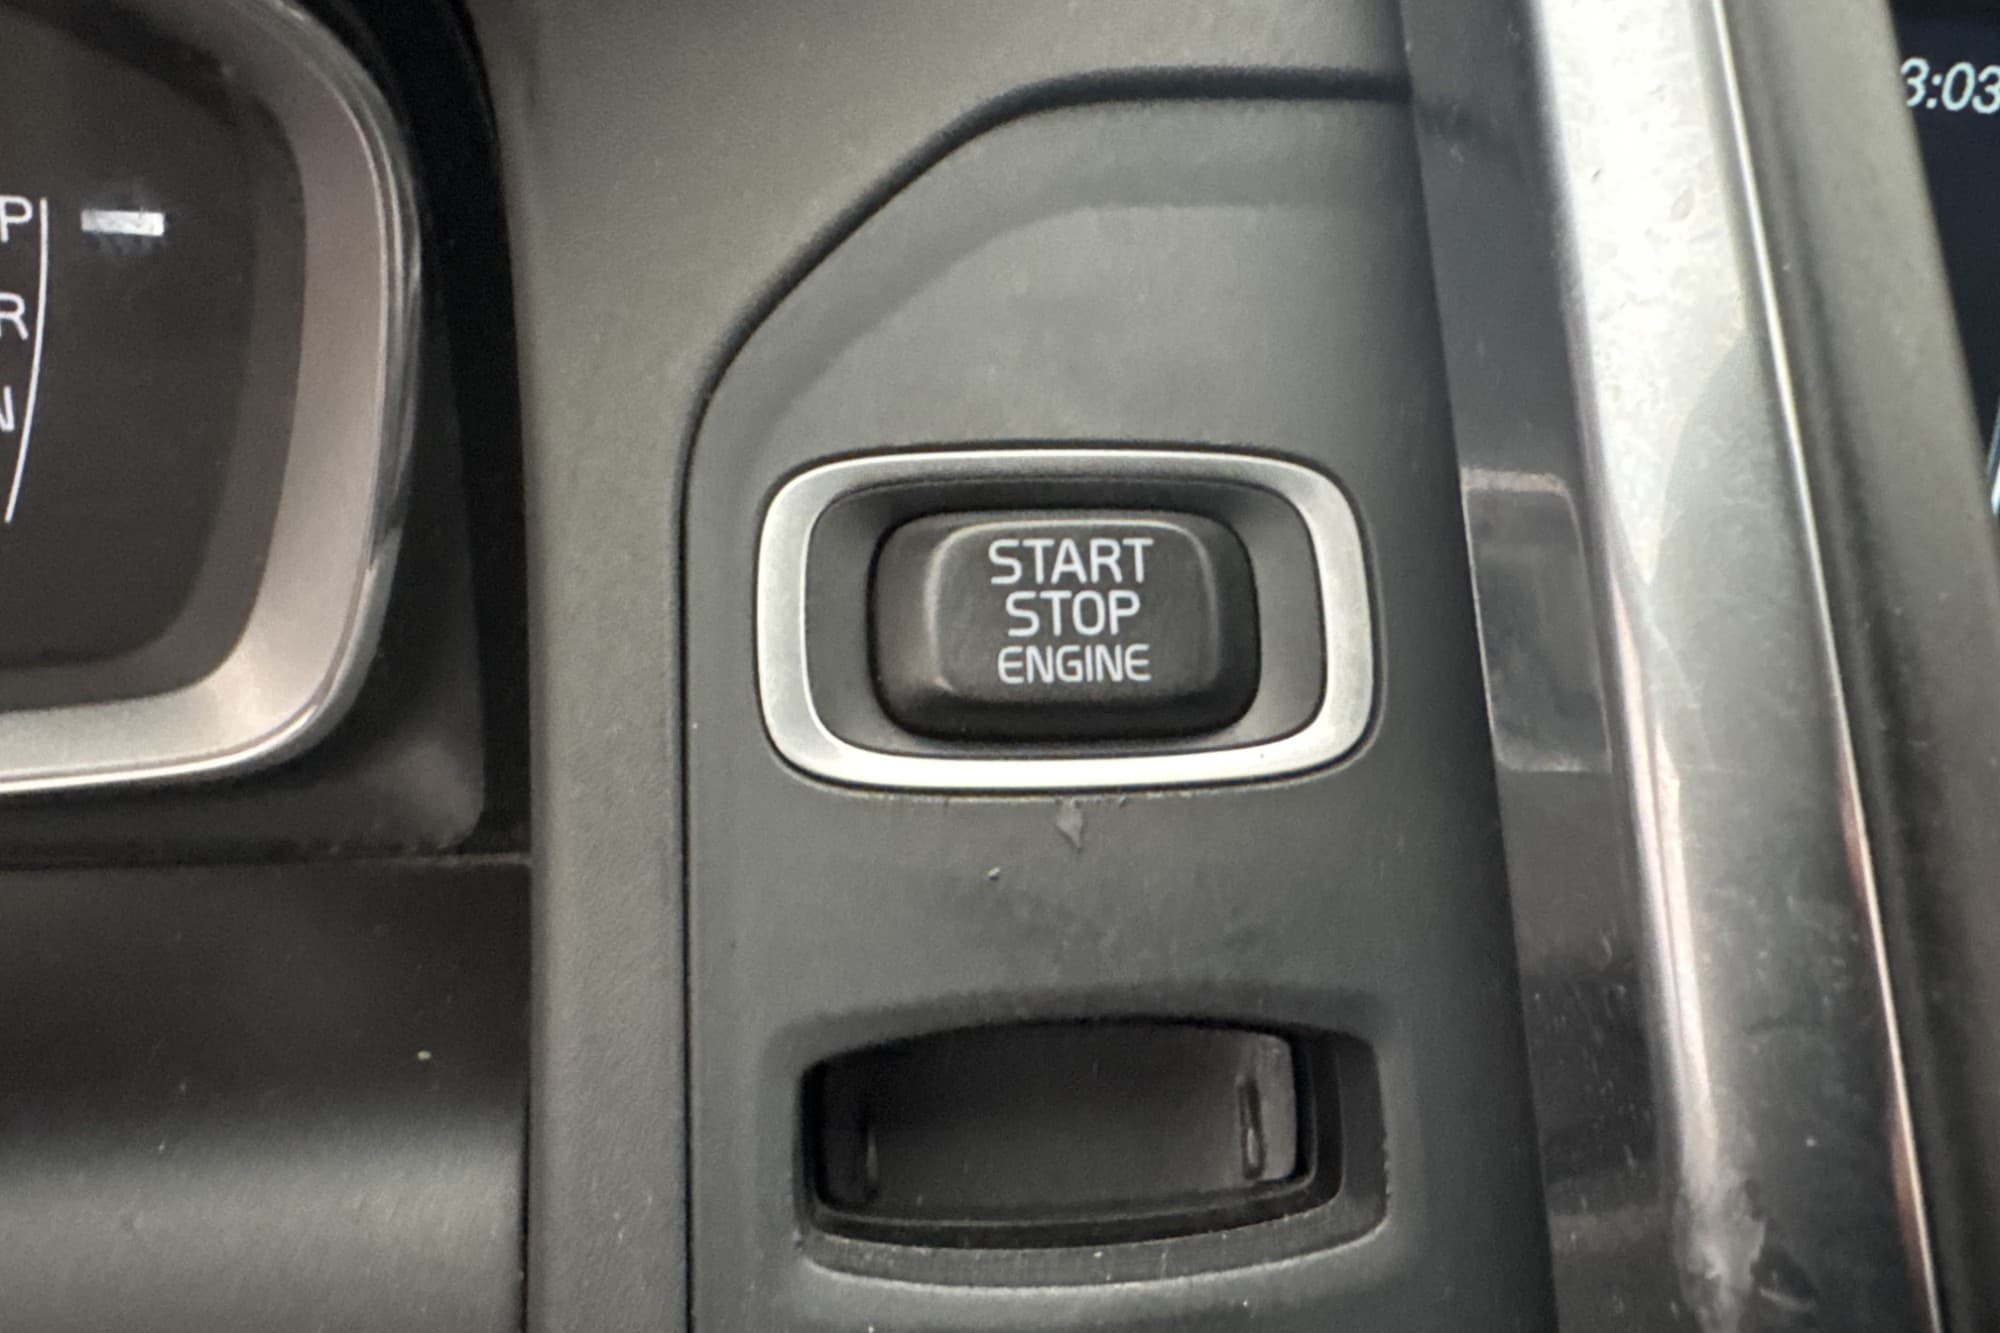 P
R
N
START
STOP
ENGINE
3:03